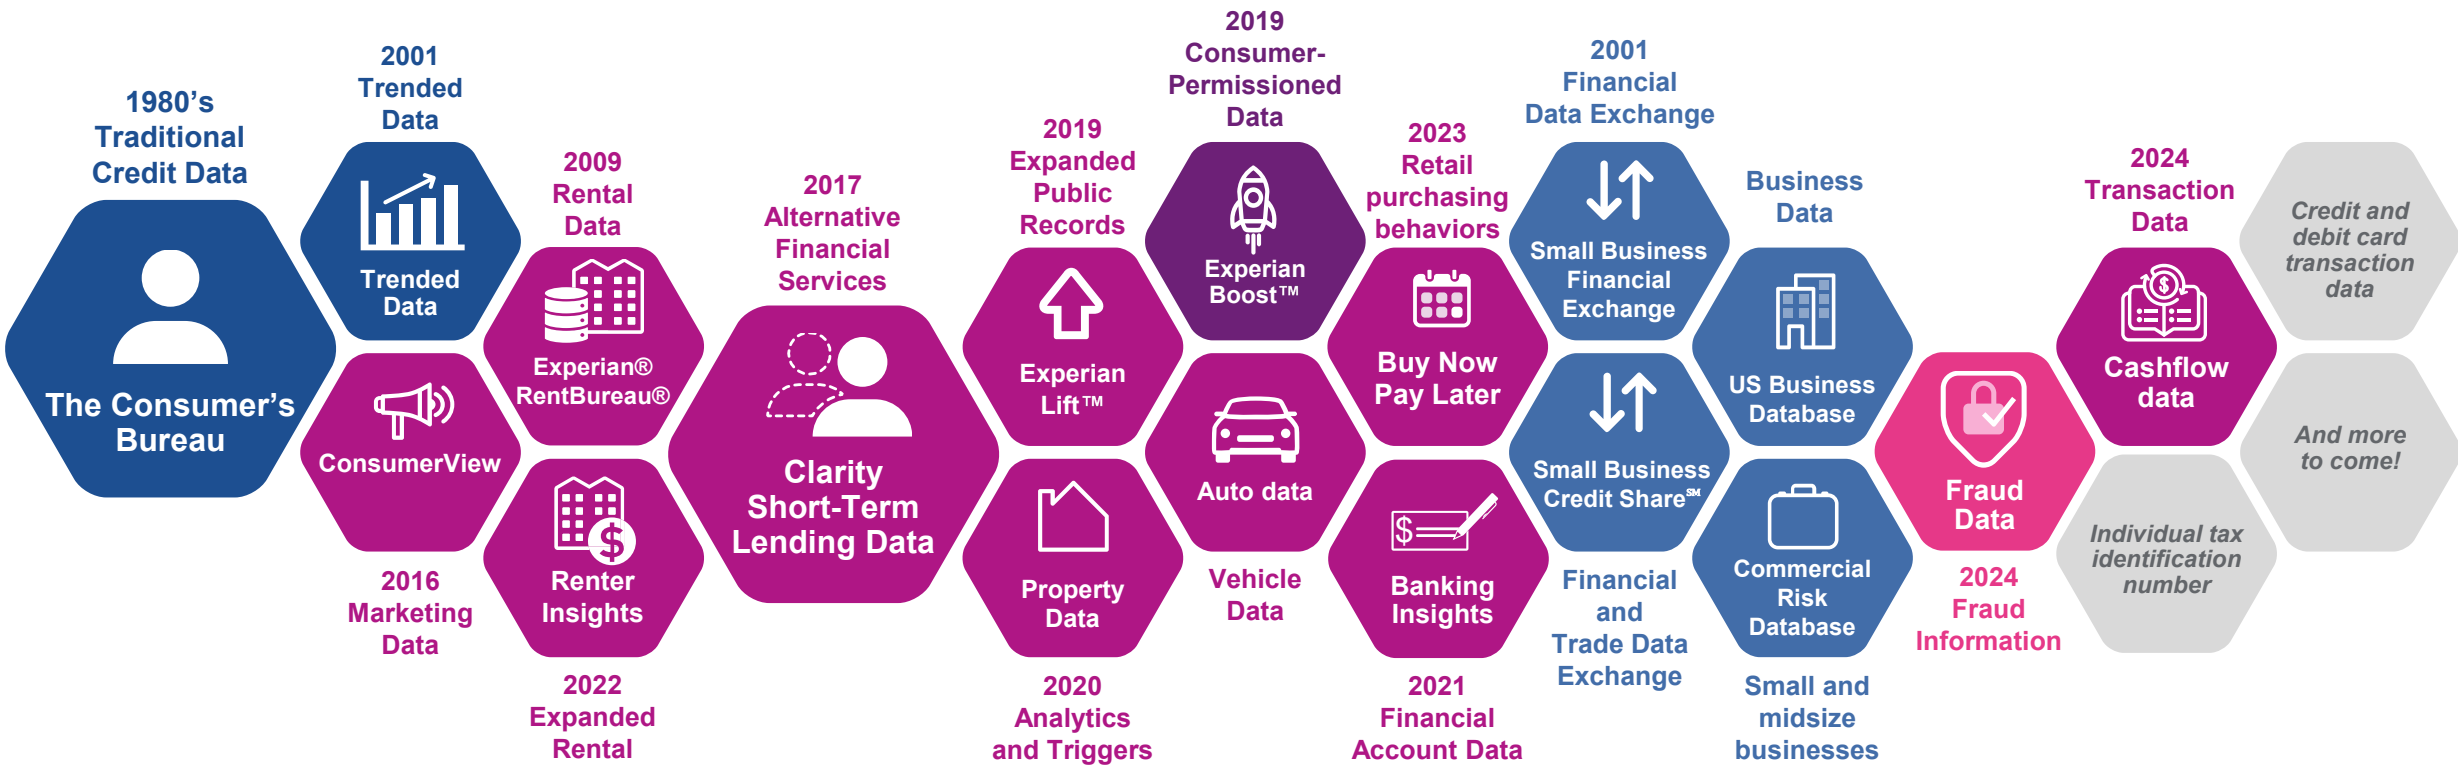 1980's
Traditional
Credit Data
The Consumer's
Bureau
2001
Trended
Data
Trended
Data
ConsumerView
2016
Marketing
Data
2009
Rental
Data
Experian®
RentBureau®
Renter
Insights
2022
Expanded
Rental
2017
Alternative
Financial
Services
Clarity
Short-Term
Lending Data
2019
Expanded
Public
Records
Experian
Lift™
Property
Data
2020
Analytics
and Triggers
2019
Consumer-
Permissioned
Data
Experian
Boost™
Auto data
Vehicle
Data
2023
Retail
purchasing
behaviors
Buy Now
Pay Later
$
Banking
Insights
2021
Financial
Account Data
2001
Financial
Data Exchange
Small Business
Financial
Exchange
Small Business
Credit Share℠
Financial
and
Trade Data
Exchange
Business
Data
US Business
Database
Commercial
Risk
Database
Small and
midsize
businesses
Fraud
Data
2024
Fraud
Information
2024
Transaction
Data
$
Cashflow
data
Individual tax
identification
number
Credit and
debit card
transaction
data
And more
to come!